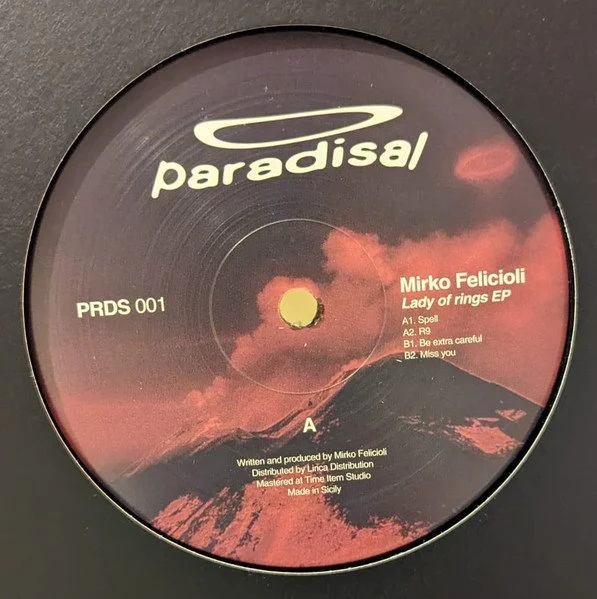 paradisal
PRDS 001
Mirko Felicioli
Lady of rings EP
A1. Spell
A2. R9
B1. Be extra careful
B2. Miss you
A
Written and produced by Mirko Felicioli
Distributed by Lirica Distribution
Mastered at Time Item Studio
Made in Sicily